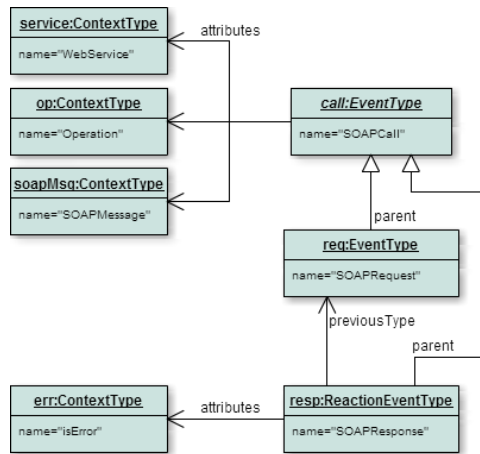 service:ContextType
name="WebService"
attributes
op:ContextType
name="Operation"
call:EventType
name="SOAPCall"
soapMsg:ContextType
name="SOAPMessage"
parent
req:EventType
name="SOAPRequest"
previousType
parent
err:ContextType
name="isError"
attributes
resp:ReactionEventType
name="SOAPResponse"